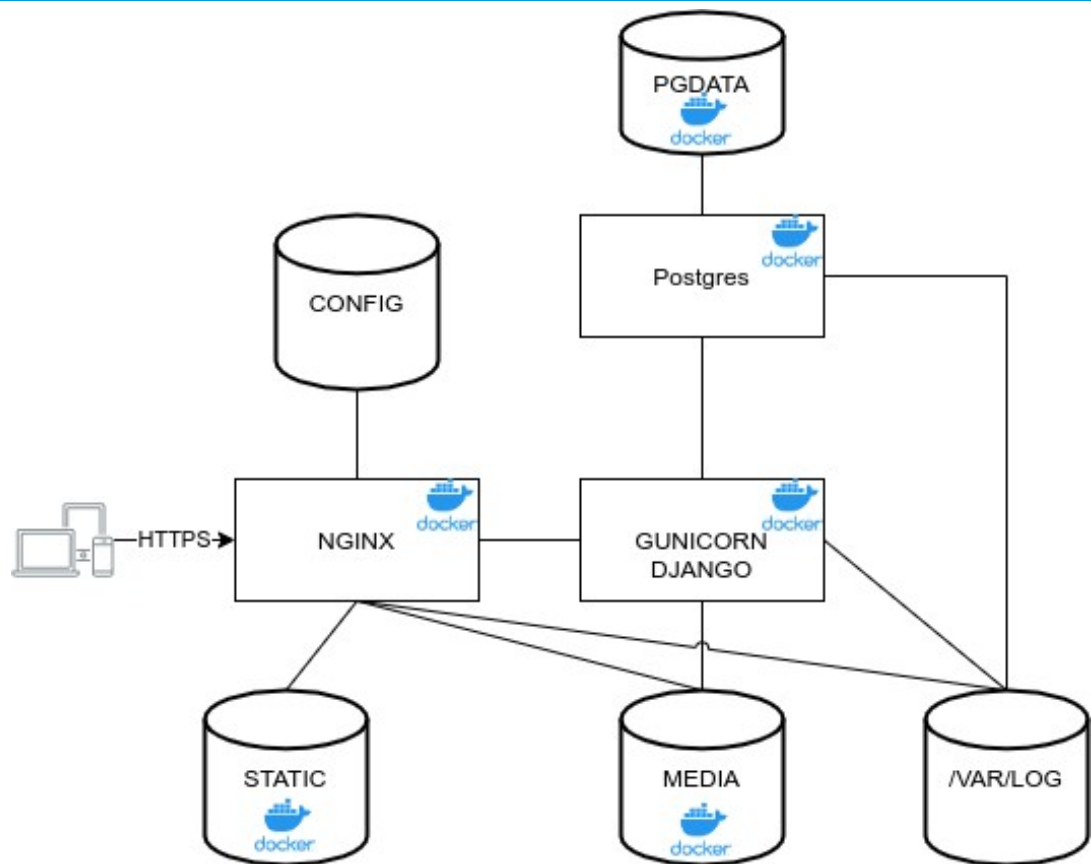 PGDATA
docker
docker
Postgres
CONFIG
docker
docker
HTTPS
NGINX
GUNICORN
DJANGO
STATIC
MEDIA
/VAR/LOG
docker
docker